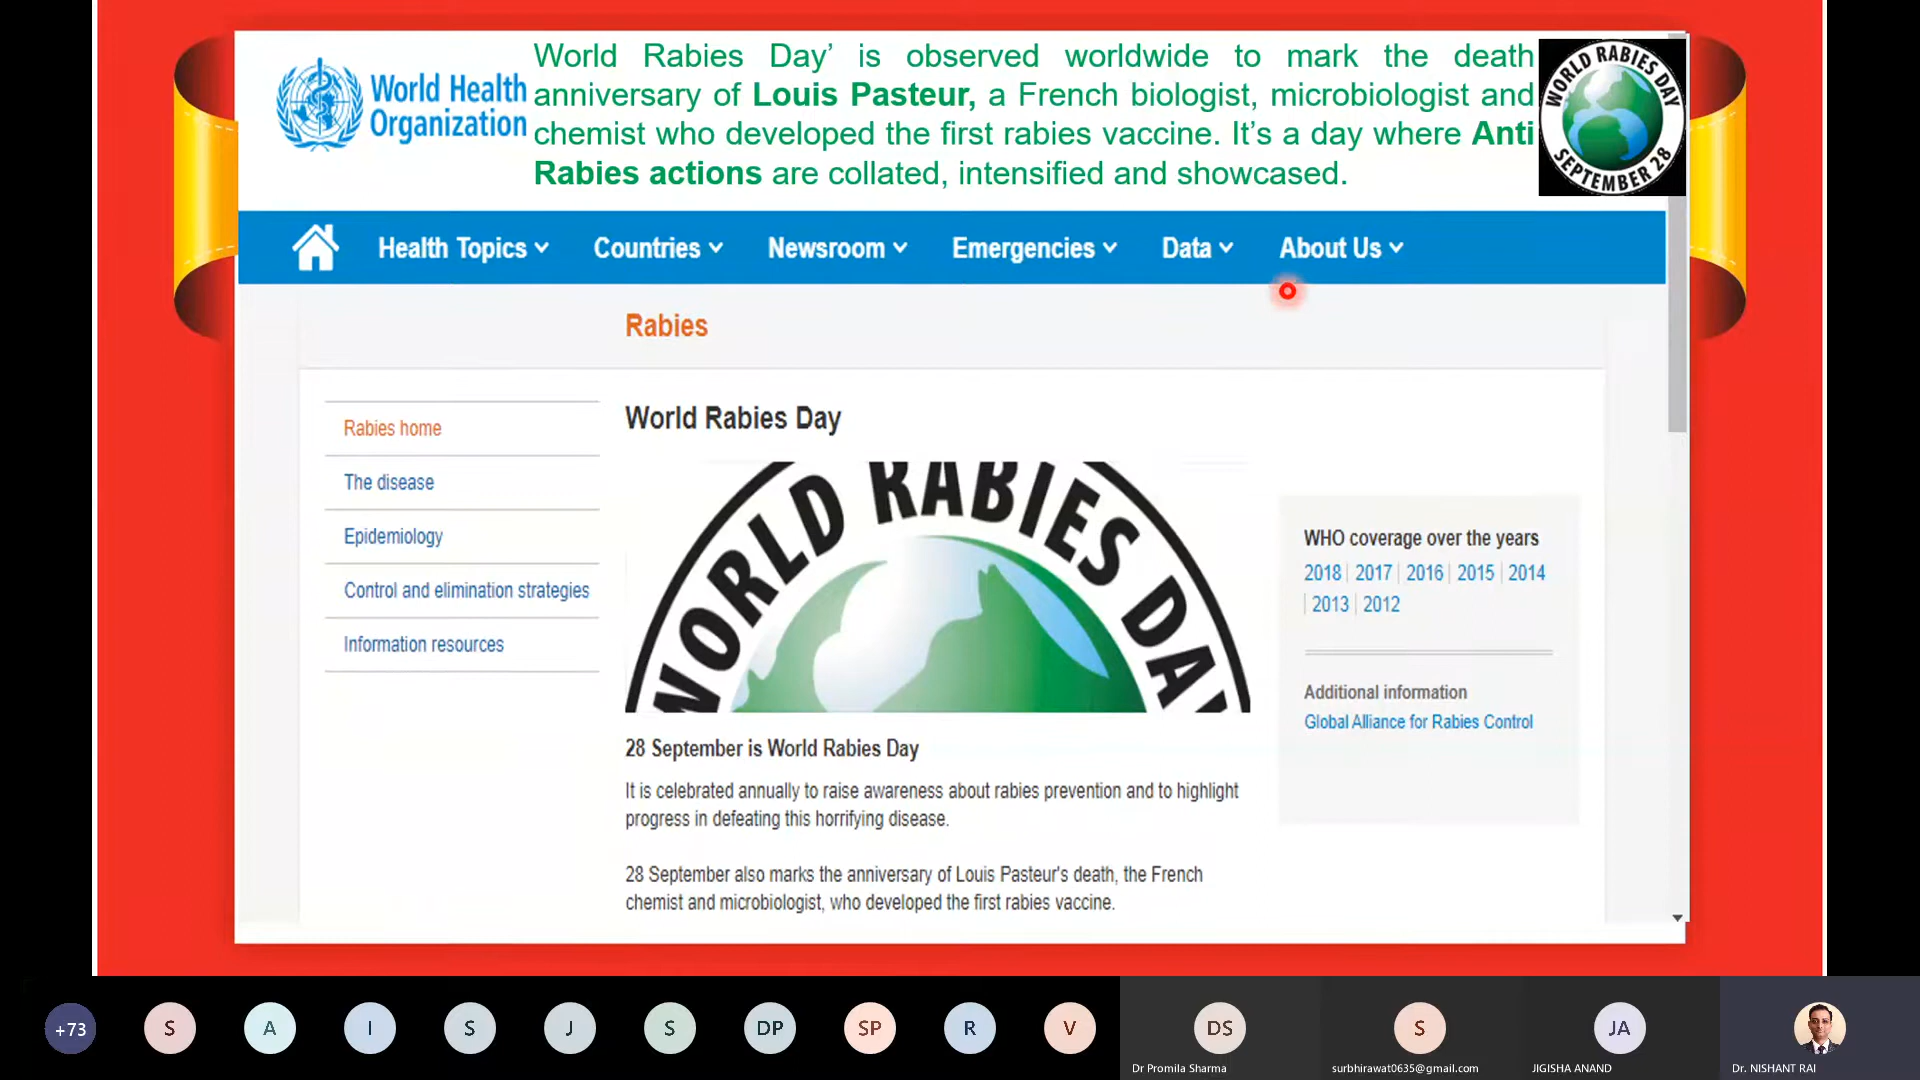 World Rabies Day’ is observed worldwide to mark the death
anniversary of Louis Pasteur, a French biologist, microbiologist and
chemist who developed the first rabies vaccine. It’s a day where Anti
Rabies actions are collated, intensified and showcased.
World Health
Organization
WORLD RABIES DAY
SEPTEMBER 28
Health Topics
Countries
Newsroom
Emergencies
Data
About Us
Rabies
Rabies home
The disease
Epidemiology
Control and elimination strategies
Information resources
World Rabies Day
WORLD RABIES DAY
28 September is World Rabies Day
It is celebrated annually to raise awareness about rabies prevention and to highlight
progress in defeating this horrifying disease.
28 September also marks the anniversary of Louis Pasteur's death, the French
chemist and microbiologist, who developed the first rabies vaccine.
WHO coverage over the years
2018 | 2017 | 2016 | 2015 | 2014
| 2013 | 2012
Additional information
Global Alliance for Rabies Control
+73
S
A
I
S
J
S
DP
SP
R
V
DS
Dr Promila Sharma
S
surbhirawat0635@gmail.com
JA
JIGISHA ANAND
Dr. NISHANT RAI